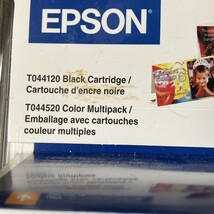 EPSON
T044120 Black Cartridge /
Cartouche d'encre noire
T044520 Color Multipack /
Emballage avec cartouches
couleur multiples